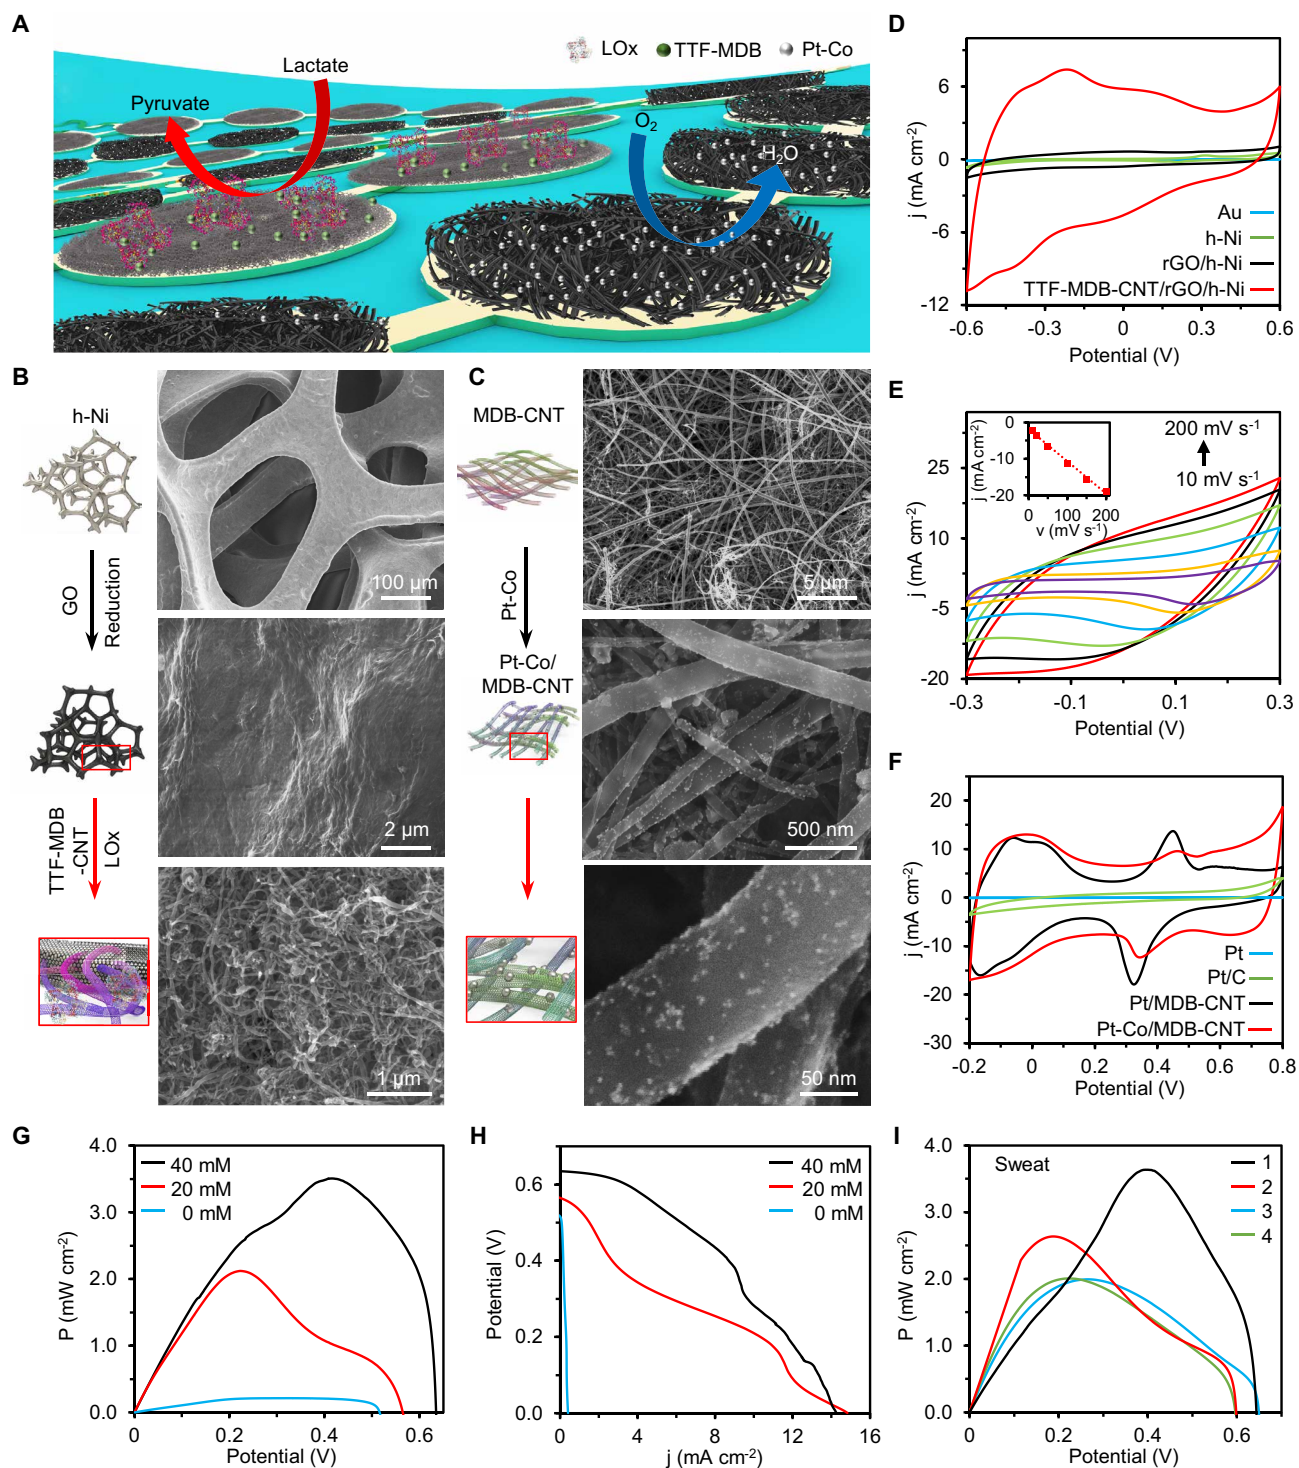 A
LOx
TTF-MDB
Pt-Co
Lactate
Pyruvate
O2
H2O
B
h-Ni
GO
Reduction
TTF-MDB
-CNT
LOx
100 µm
2 µm
1 µm
C
MDB-CNT
Pt-Co
Pt-Co/
MDB-CNT
5 µm
500 nm
50 nm
D
j (mA cm-2)
6
0
-6
-12
Au
h-Ni
rGO/h-Ni
TTF-MDB-CNT/rGO/h-Ni
-0.6
-0.3
0
0.3
0.6
Potential (V)
E
j (mA cm-2)
25
10
-5
-20
j (mA cm-2)
0
-10
-20
0
100
200
v (mV s-1)
200 mV s-1
10 mV s-1
-0.3
-0.1
0.1
0.3
Potential (V)
F
j (mA cm-2)
20
10
0
-10
-20
-30
Pt
Pt/C
Pt/MDB-CNT
Pt-Co/MDB-CNT
-0.2
0
0.2
0.4
0.6
0.8
Potential (V)
G
P (mW cm-2)
4.0
3.0
2.0
1.0
0.0
40 mM
20 mM
0 mM
0
0.2
0.4
0.6
Potential (V)
H
Potential (V)
0.6
0.4
0.2
0
40 mM
20 mM
0 mM
0
4
8
12
16
j (mA cm-2)
I
Sweat
P (mW cm-2)
4.0
3.0
2.0
1.0
0.0
1
2
3
4
0
0.2
0.4
0.6
Potential (V)